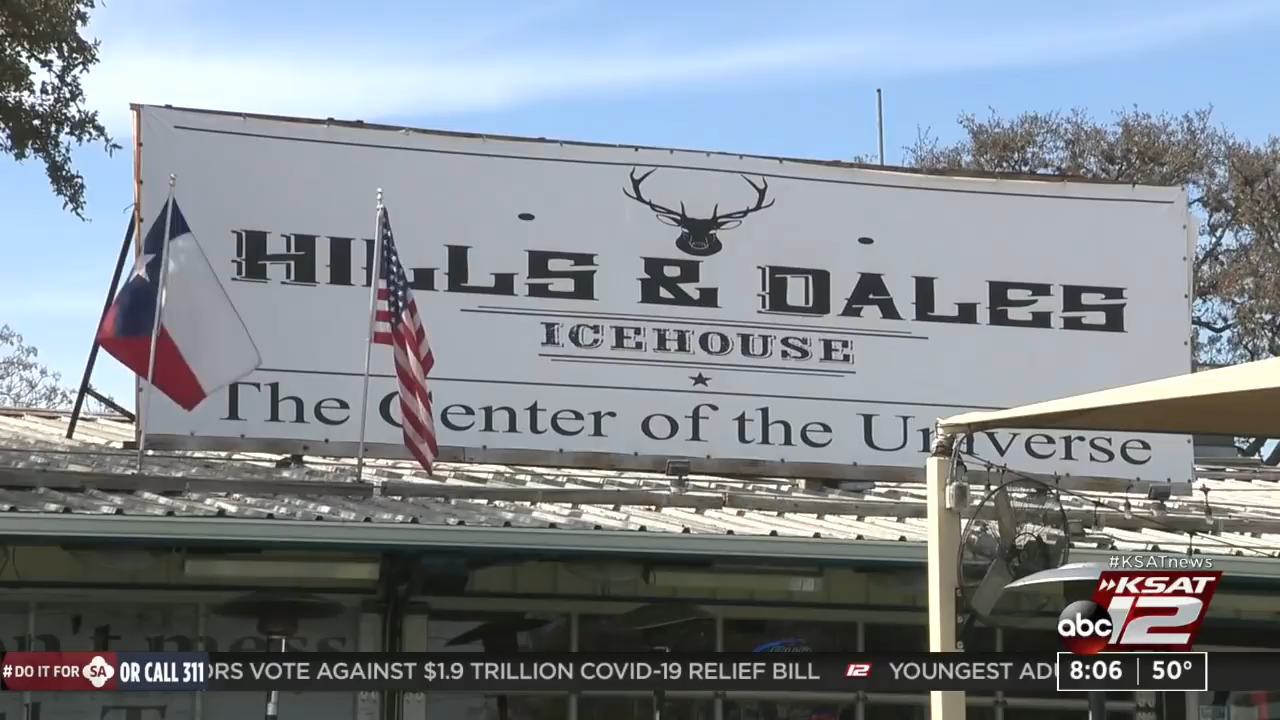 HILLS & DALES
ICEHOUSE
The Center of the Universe
n't mess
#KSATnews
KSAT
abc 12
#DO IT FOR SA OR CALL 311 ORS VOTE AGAINST $1.9 TRILLION COVID-19 RELIEF BILL 12 YOUNGEST AD 8:06 50°